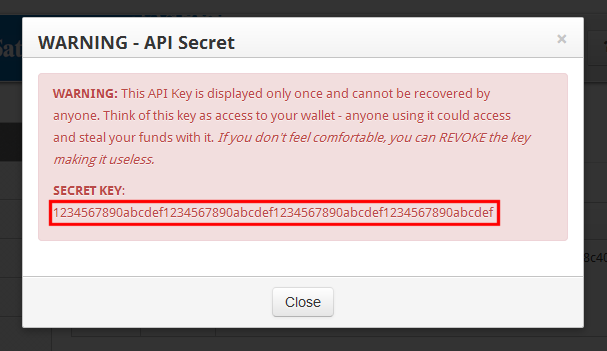 Sat
WARNING - API Secret
×
WARNING: This API Key is displayed only once and cannot be recovered by
anyone. Think of this key as access to your wallet - anyone using it could access
and steal your funds with it. If you don't feel comfortable, you can REVOKE the key
making it useless.
SECRET KEY:
1234567890abcdef1234567890abcdef1234567890abcdef1234567890abcdef
8c40
Close